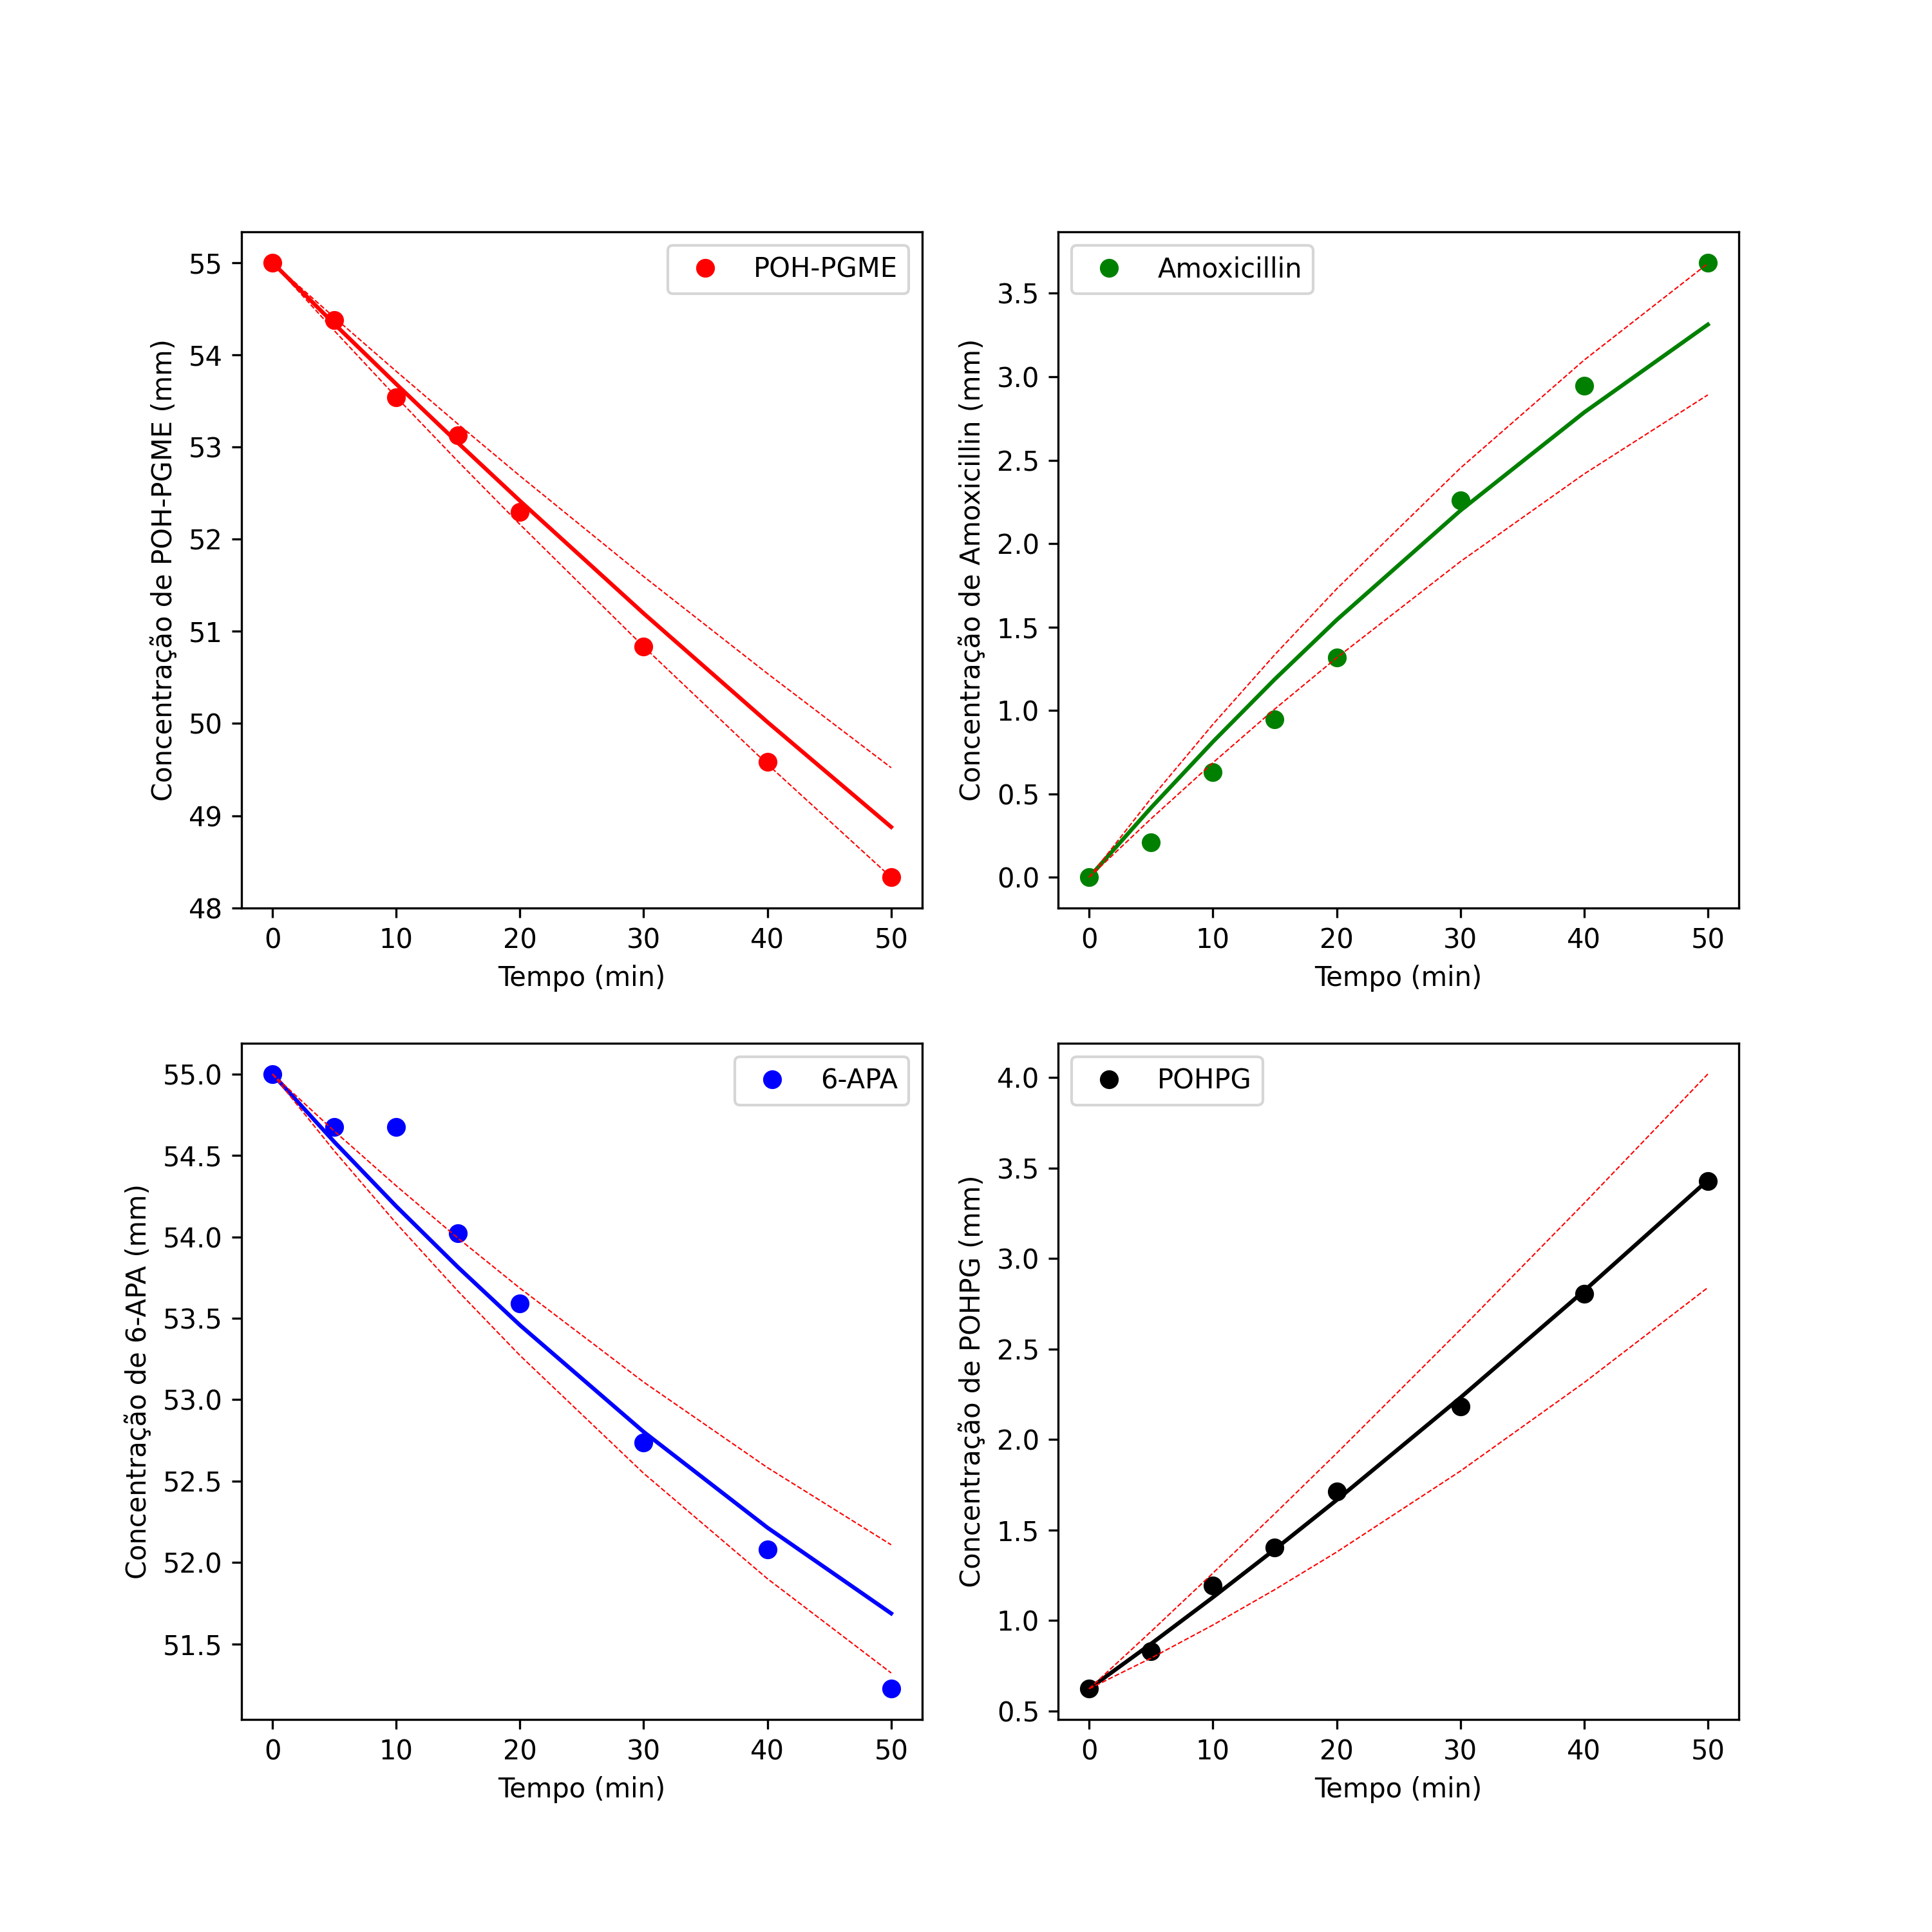 POH-PGME
55
54
53
52
51
50
49
48
Concentração de POH-PGME (mm)
0 10 20 30 40 50
Tempo (min)
Amoxicillin
3.5
3.0
2.5
2.0
1.5
1.0
0.5
0.0
Concentração de Amoxicillin (mm)
0 10 20 30 40 50
Tempo (min)
6-APA
55.0
54.5
54.0
53.5
53.0
52.5
52.0
51.5
Concentração de 6-APA (mm)
0 10 20 30 40 50
Tempo (min)
POHPG
4.0
3.5
3.0
2.5
2.0
1.5
1.0
0.5
Concentração de POHPG (mm)
0 10 20 30 40 50
Tempo (min)